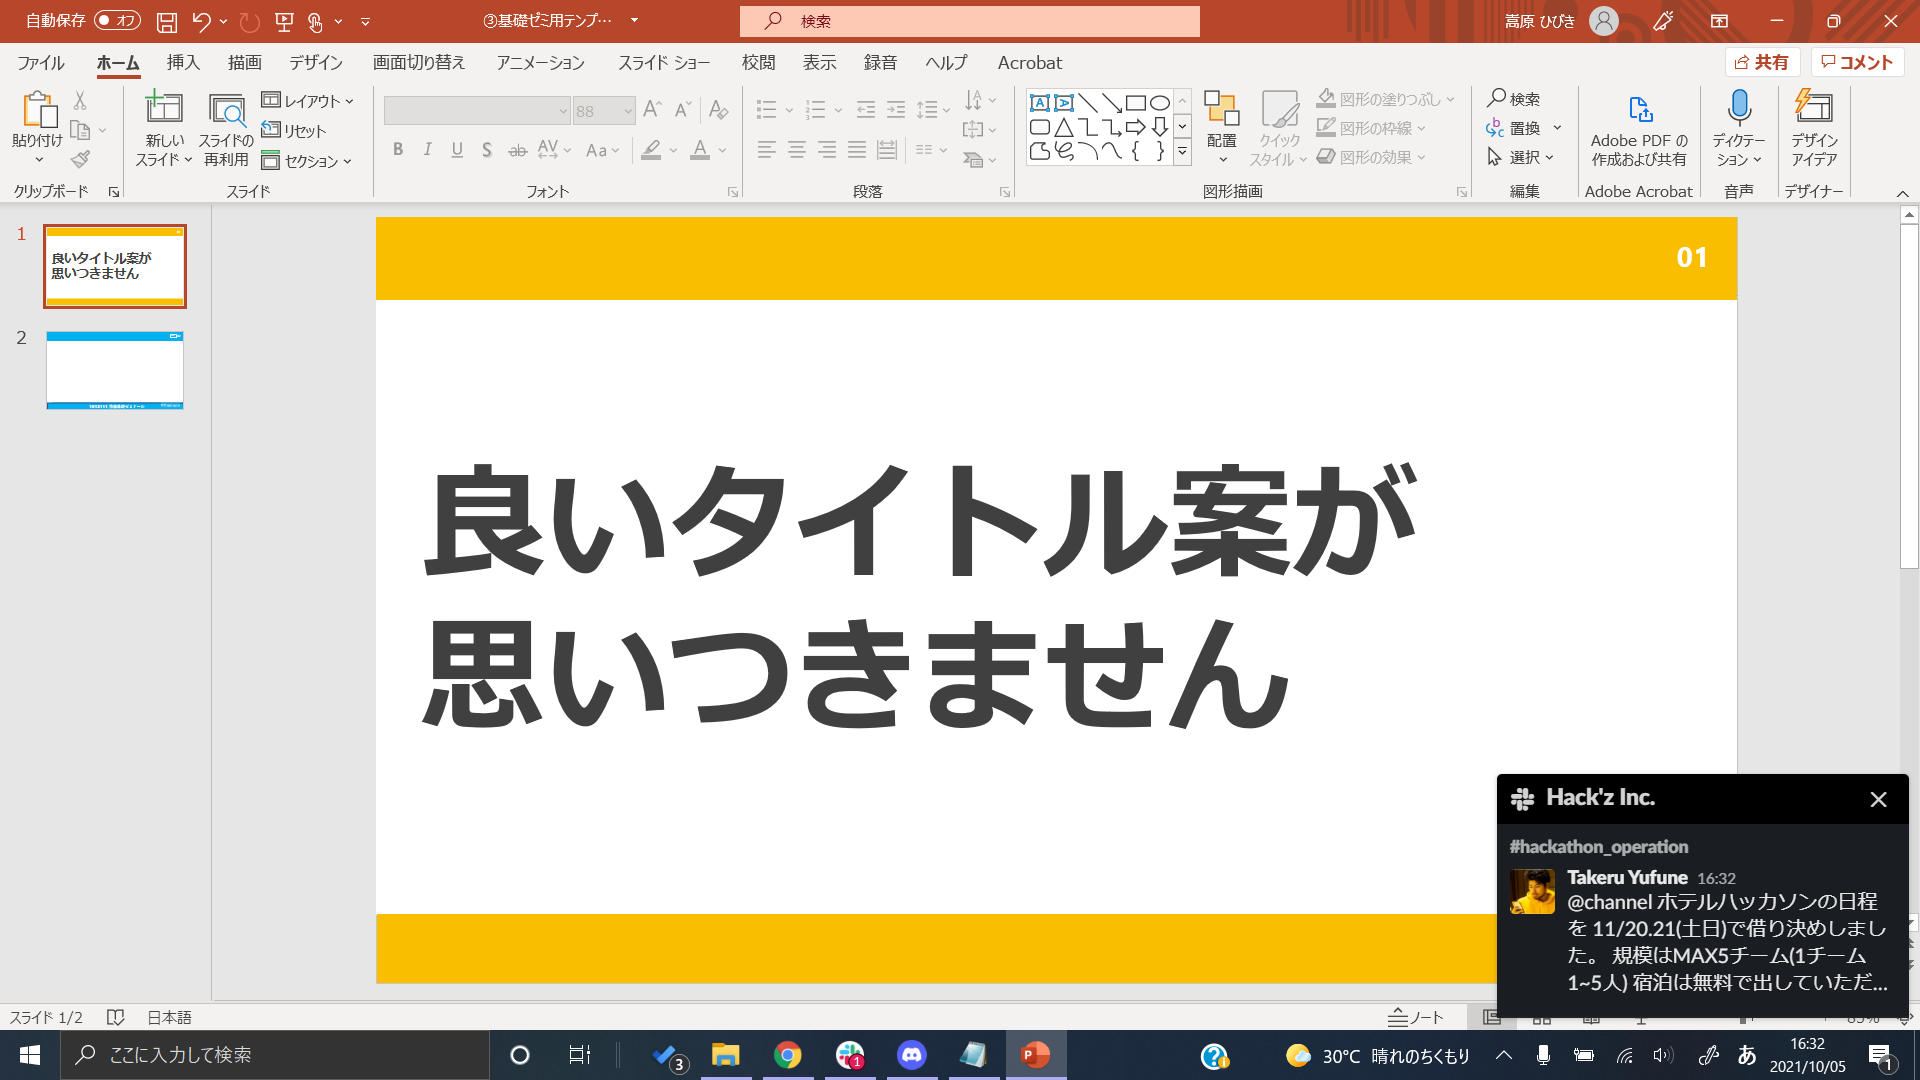 自動保存 オフ ③基礎ゼミ用テンプ… 検索 嵩原 ひびき
ファイル ホーム 挿入 描画 デザイン 画面切り替え アニメーション スライド ショー 校閲 表示 録音 ヘルプ Acrobat 共有 コメント
貼り付け
新しい
スライド
スライドの
再利用
レイアウト
リセット
セクション
88
B I U S ab AV Aa A
配置
クイック
スタイル
図形の塗りつぶし
図形の枠線
図形の効果
検索
置換
選択
Adobe PDF の
作成および共有
ディクテー
ション
デザイン
アイデア
クリップボード スライド フォント 段落 図形描画 編集 Adobe Acrobat 音声 デザイナー
1
良いタイトル案が
思いつきません
2
01
良いタイトル案が
思いつきません
Hack'z Inc.
#hackathon_operation
Takeru Yufune 16:32
@channel ホテルハッカソンの日程
を 11/20.21(土日)で借り決めしまし
た。 規模はMAX5チーム(1チーム
1~5人) 宿泊は無料で出していただ...
スライド 1/2 日本語 ノート 85%
ここに入力して検索 3 1 30°C 晴れのちくもり あ 16:32
2021/10/05 1